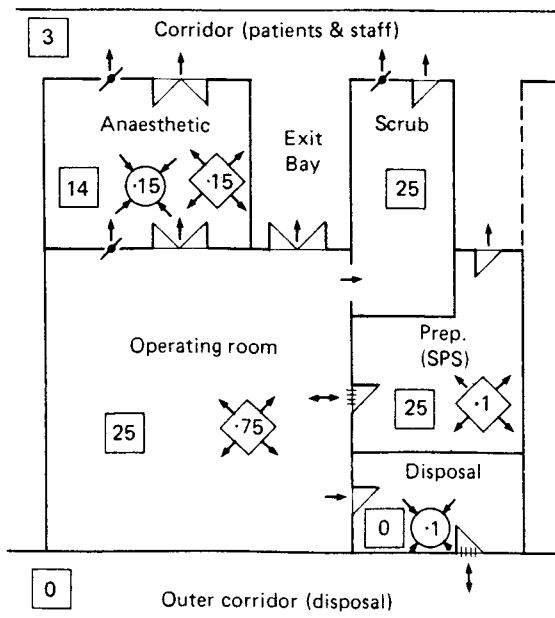 3
Corridor (patients & staff)
Anaesthetic
Exit
Bay
Scrub
14
·15
·15
25
Operating room
Prep.
(SPS)
25
·75
25
·1
Disposal
0
·1
0
Outer corridor (disposal)